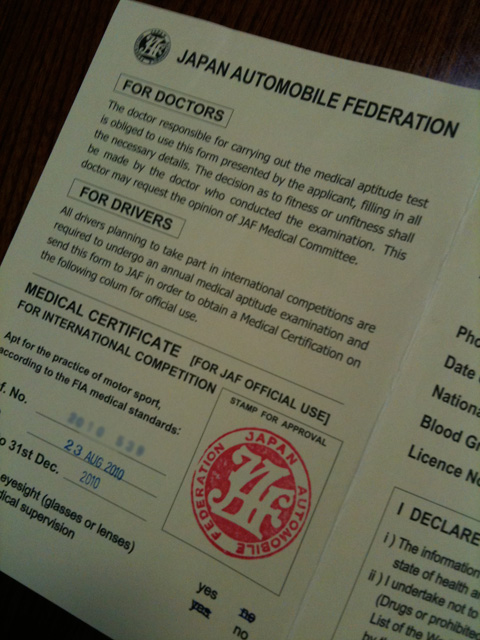 JAPAN AUTOMOBILE FEDERATION
FOR DOCTORS
The doctor responsible for carrying out the medical aptitude test
is obliged to use this form presented by the applicant, filling in all
the necessary details. The decision as to fitness or unfitness shall
be made by the doctor who conducted the examination. This
doctor may request the opinion of JAF Medical Committee.
FOR DRIVERS
All drivers planning to take part in international competitions are
required to undergo an annual medical aptitude examination and
send this form to JAF in order to obtain a Medical Certification on
the following colum for official use.
MEDICAL CERTIFICATE [FOR JAF OFFICIAL USE]
FOR INTERNATIONAL COMPETITION
Apt for the practice of motor sport,
according to the FIA medical standards:
f. No.
23 AUG 2010
o 31st Dec. 2010
eyesight (glasses or lenses)
dical supervision
STAMP FOR APPROVAL
JAPAN AUTOMOBILE FEDERATION
JAF
yes no
yes no
Pho
Date
Nationa
Blood G
Licence No
I DECLARE
i ) The information
state of health a
ii ) I undertake not to
(Drugs or prohibite
List of the W